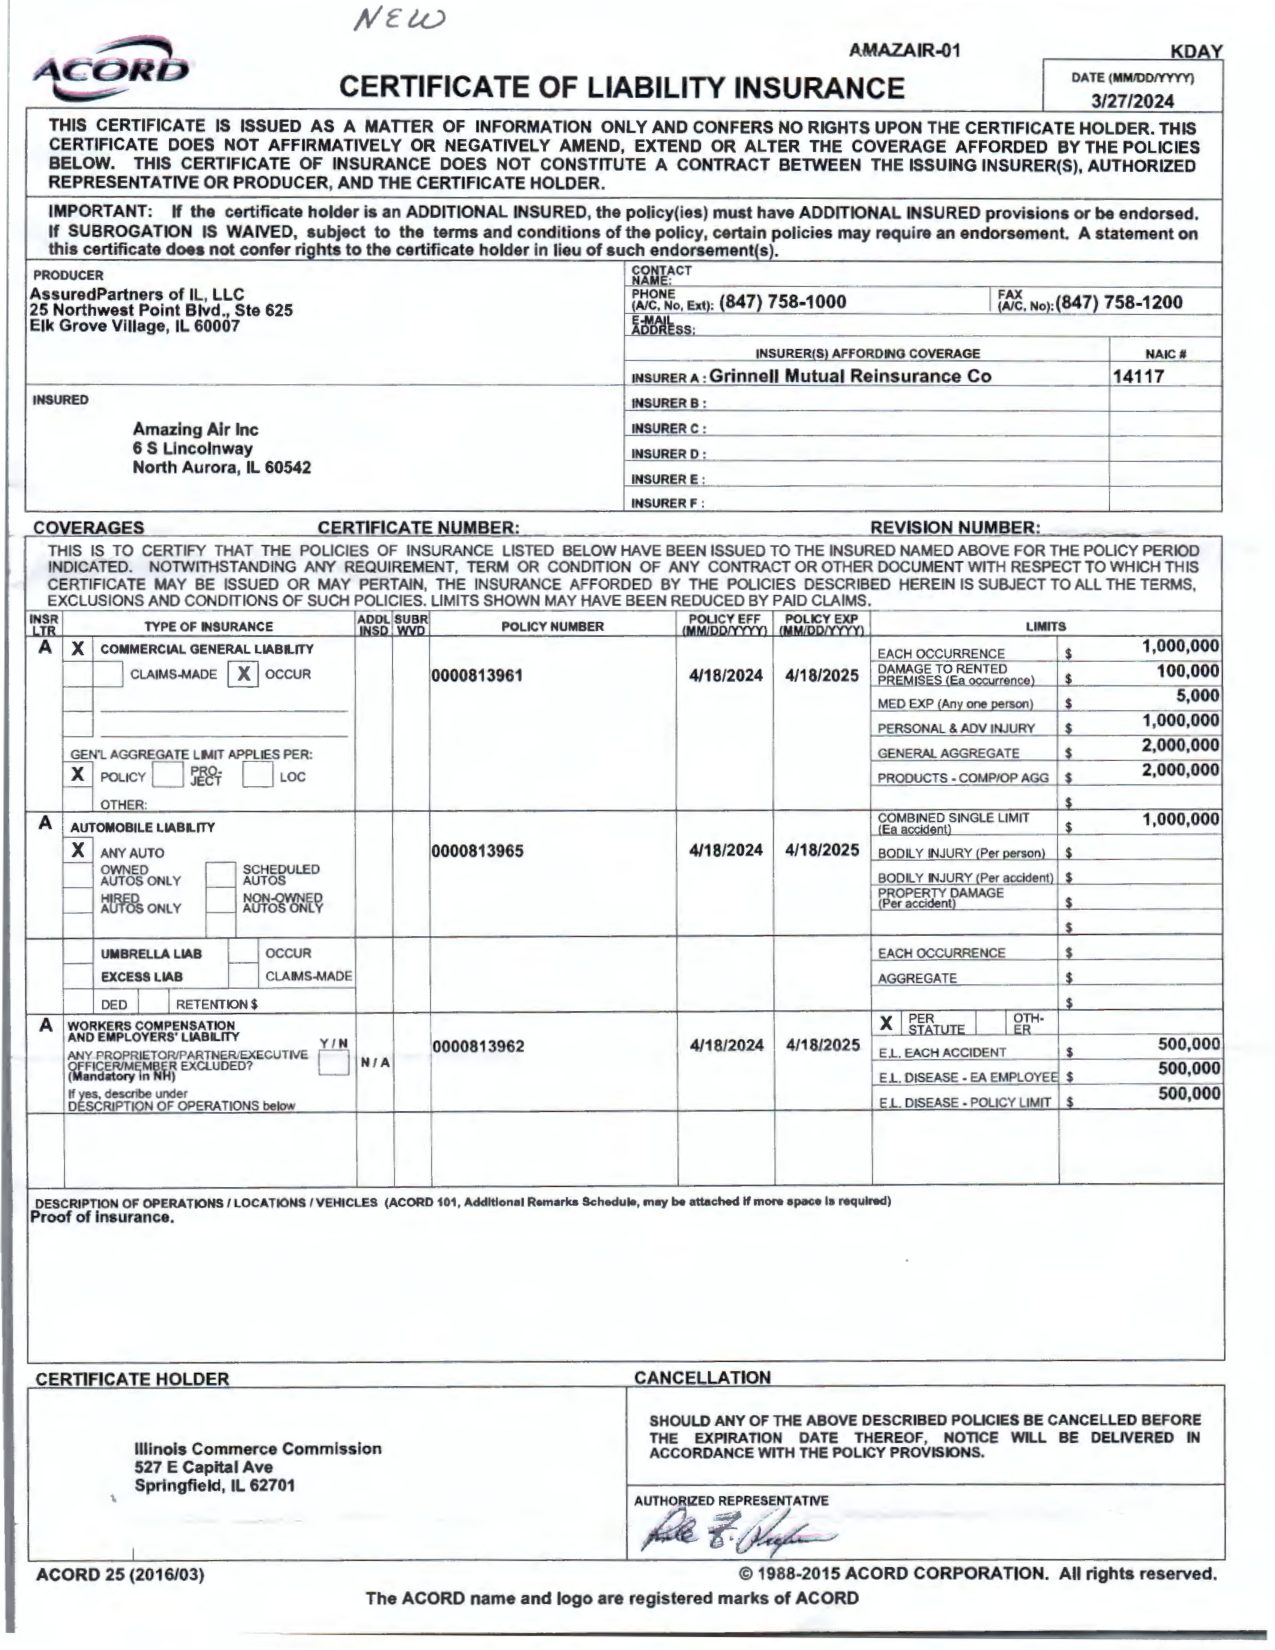 NEW
ACORD
AMAZAIR-01
KDAY
CERTIFICATE OF LIABILITY INSURANCE
DATE (MM/DD/YYYY)
3/27/2024
THIS CERTIFICATE IS ISSUED AS A MATTER OF INFORMATION ONLY AND CONFERS NO RIGHTS UPON THE CERTIFICATE HOLDER. THIS
CERTIFICATE DOES NOT AFFIRMATIVELY OR NEGATIVELY AMEND, EXTEND OR ALTER THE COVERAGE AFFORDED BY THE POLICIES
BELOW. THIS CERTIFICATE OF INSURANCE DOES NOT CONSTITUTE A CONTRACT BETWEEN THE ISSUING INSURER(S), AUTHORIZED
REPRESENTATIVE OR PRODUCER, AND THE CERTIFICATE HOLDER.
IMPORTANT: If the certificate holder is an ADDITIONAL INSURED, the policy(ies) must have ADDITIONAL INSURED provisions or be endorsed.
If SUBROGATION IS WAIVED, subject to the terms and conditions of the policy, certain policies may require an endorsement. A statement on
this certificate does not confer rights to the certificate holder in lieu of such endorsement(s).
PRODUCER
AssuredPartners of IL, LLC
25 Northwest Point Blvd., Ste 625
Elk Grove Village, IL 60007
CONTACT
NAME:
PHONE
(A/C, No, Ext): (847) 758-1000
FAX
(A/C, No): (847) 758-1200
E-MAIL
ADDRESS:
INSURER(S) AFFORDING COVERAGE
NAIC #
INSURER A : Grinnell Mutual Reinsurance Co
14117
INSURED
Amazing Air Inc
6 S Lincolnway
North Aurora, IL 60542
INSURER B :
INSURER C :
INSURER D :
INSURER E :
INSURER F :
COVERAGES
CERTIFICATE NUMBER:
REVISION NUMBER:
THIS IS TO CERTIFY THAT THE POLICIES OF INSURANCE LISTED BELOW HAVE BEEN ISSUED TO THE INSURED NAMED ABOVE FOR THE POLICY PERIOD
INDICATED. NOTWITHSTANDING ANY REQUIREMENT, TERM OR CONDITION OF ANY CONTRACT OR OTHER DOCUMENT WITH RESPECT TO WHICH THIS
CERTIFICATE MAY BE ISSUED OR MAY PERTAIN, THE INSURANCE AFFORDED BY THE POLICIES DESCRIBED HEREIN IS SUBJECT TO ALL THE TERMS,
EXCLUSIONS AND CONDITIONS OF SUCH POLICIES. LIMITS SHOWN MAY HAVE BEEN REDUCED BY PAID CLAIMS.
INSR LTR
TYPE OF INSURANCE
ADDL INSD
SUBR WVD
POLICY NUMBER
POLICY EFF (MM/DD/YYYY)
POLICY EXP (MM/DD/YYYY)
LIMITS
A X COMMERCIAL GENERAL LIABILITY
CLAIMS-MADE X OCCUR
0000813961
4/18/2024
4/18/2025
EACH OCCURRENCE $ 1,000,000
DAMAGE TO RENTED
PREMISES (Ea occurrence) $ 100,000
MED EXP (Any one person) $ 5,000
PERSONAL & ADV INJURY $ 1,000,000
GEN'L AGGREGATE LIMIT APPLIES PER:
GENERAL AGGREGATE $ 2,000,000
X POLICY PRO-JECT LOC
PRODUCTS - COMP/OP AGG $ 2,000,000
OTHER:
$
A AUTOMOBILE LIABILITY
COMBINED SINGLE LIMIT
(Ea accident) $ 1,000,000
X ANY AUTO
0000813965
4/18/2024
4/18/2025
BODILY INJURY (Per person) $
OWNED AUTOS ONLY
SCHEDULED AUTOS
BODILY INJURY (Per accident) $
HIRED AUTOS ONLY
NON-OWNED AUTOS ONLY
PROPERTY DAMAGE
(Per accident) $
$
UMBRELLA LIAB OCCUR
EACH OCCURRENCE $
EXCESS LIAB CLAIMS-MADE
AGGREGATE $
DED RETENTION $
$
A WORKERS COMPENSATION
AND EMPLOYERS' LIABILITY
Y / N
ANY PROPRIETOR/PARTNER/EXECUTIVE
OFFICER/MEMBER EXCLUDED?
(Mandatory in NH)
If yes, describe under
DESCRIPTION OF OPERATIONS below
N / A
0000813962
4/18/2024
4/18/2025
X PER STATUTE OTH-ER
E.L. EACH ACCIDENT $ 500,000
E.L. DISEASE - EA EMPLOYEE $ 500,000
E.L. DISEASE - POLICY LIMIT $ 500,000
DESCRIPTION OF OPERATIONS / LOCATIONS / VEHICLES (ACORD 101, Additional Remarks Schedule, may be attached if more space is required)
Proof of insurance.
CERTIFICATE HOLDER
CANCELLATION
Illinois Commerce Commission
527 E Capital Ave
Springfield, IL 62701
SHOULD ANY OF THE ABOVE DESCRIBED POLICIES BE CANCELLED BEFORE
THE EXPIRATION DATE THEREOF, NOTICE WILL BE DELIVERED IN
ACCORDANCE WITH THE POLICY PROVISIONS.
AUTHORIZED REPRESENTATIVE
ACORD 25 (2016/03)
© 1988-2015 ACORD CORPORATION. All rights reserved.
The ACORD name and logo are registered marks of ACORD